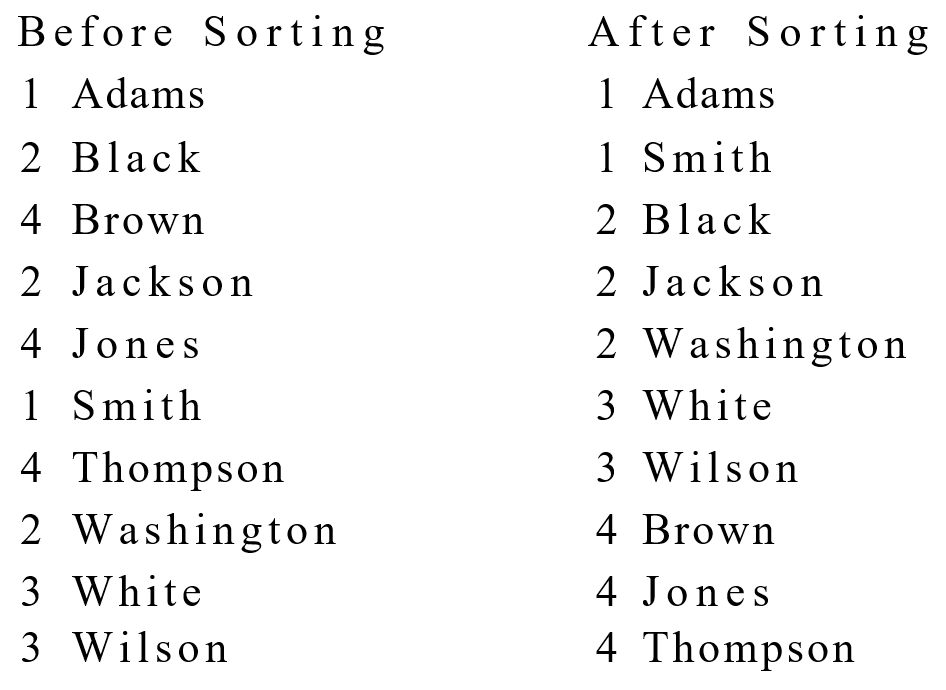 Before Sorting After Sorting
1 Adams 1 Adams
2 Black 1 Smith
4 Brown 2 Black
2 Jackson 2 Jackson
4 Jones 2 Washington
1 Smith 3 White
4 Thompson 3 Wilson
2 Washington 4 Brown
3 White 4 Jones
3 Wilson 4 Thompson